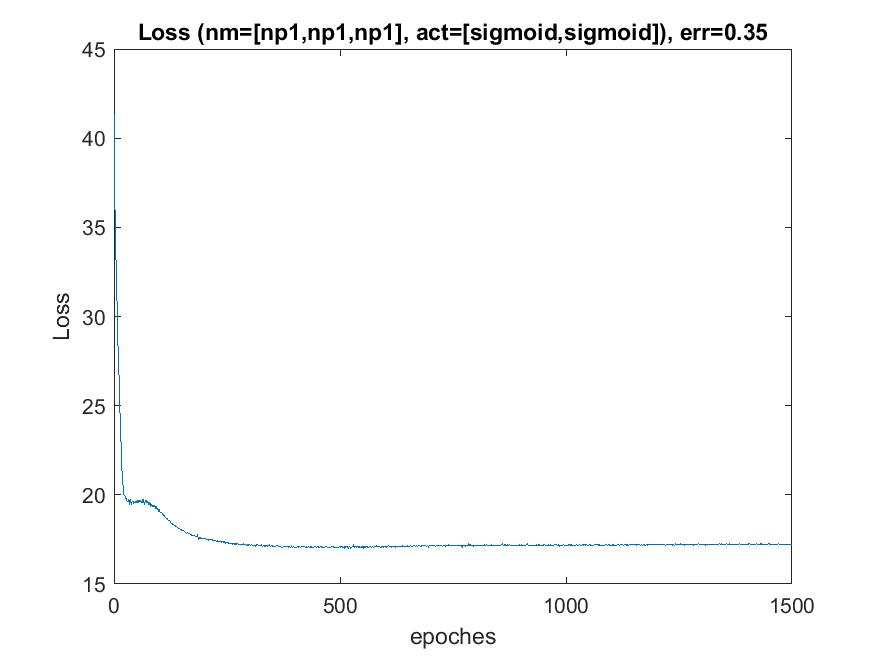 Loss (nm=[np1,np1,np1], act=[sigmoid,sigmoid]), err=0.35
45
40
35
30
25
20
15
Loss
0 500 1000 1500
epoches